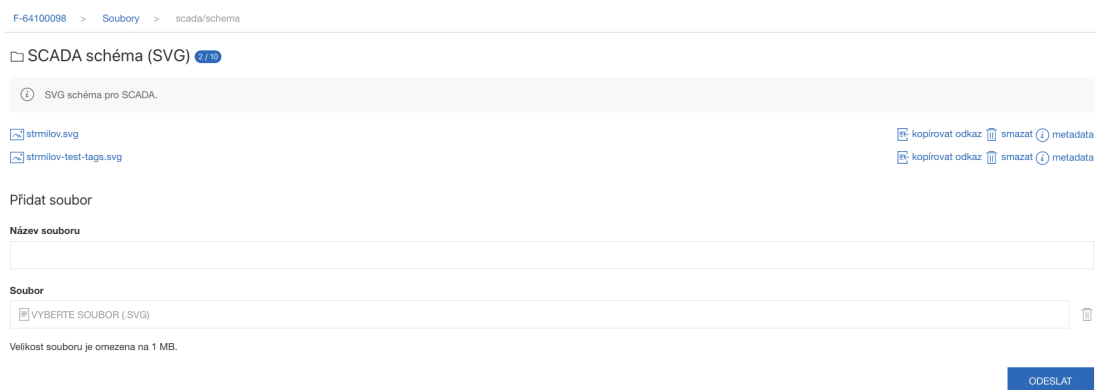 F-64100098 > Soubory > scada/schema
SCADA schéma (SVG) 2 / 10
SVG schéma pro SCADA.
strmilov.svg kopírovat odkaz smazat metadata
strmilov-test-tags.svg kopírovat odkaz smazat metadata
Přidat soubor
Název souboru
Soubor
VYBERTE SOUBOR (.SVG)
Velikost souboru je omezena na 1 MB.
ODESLAT